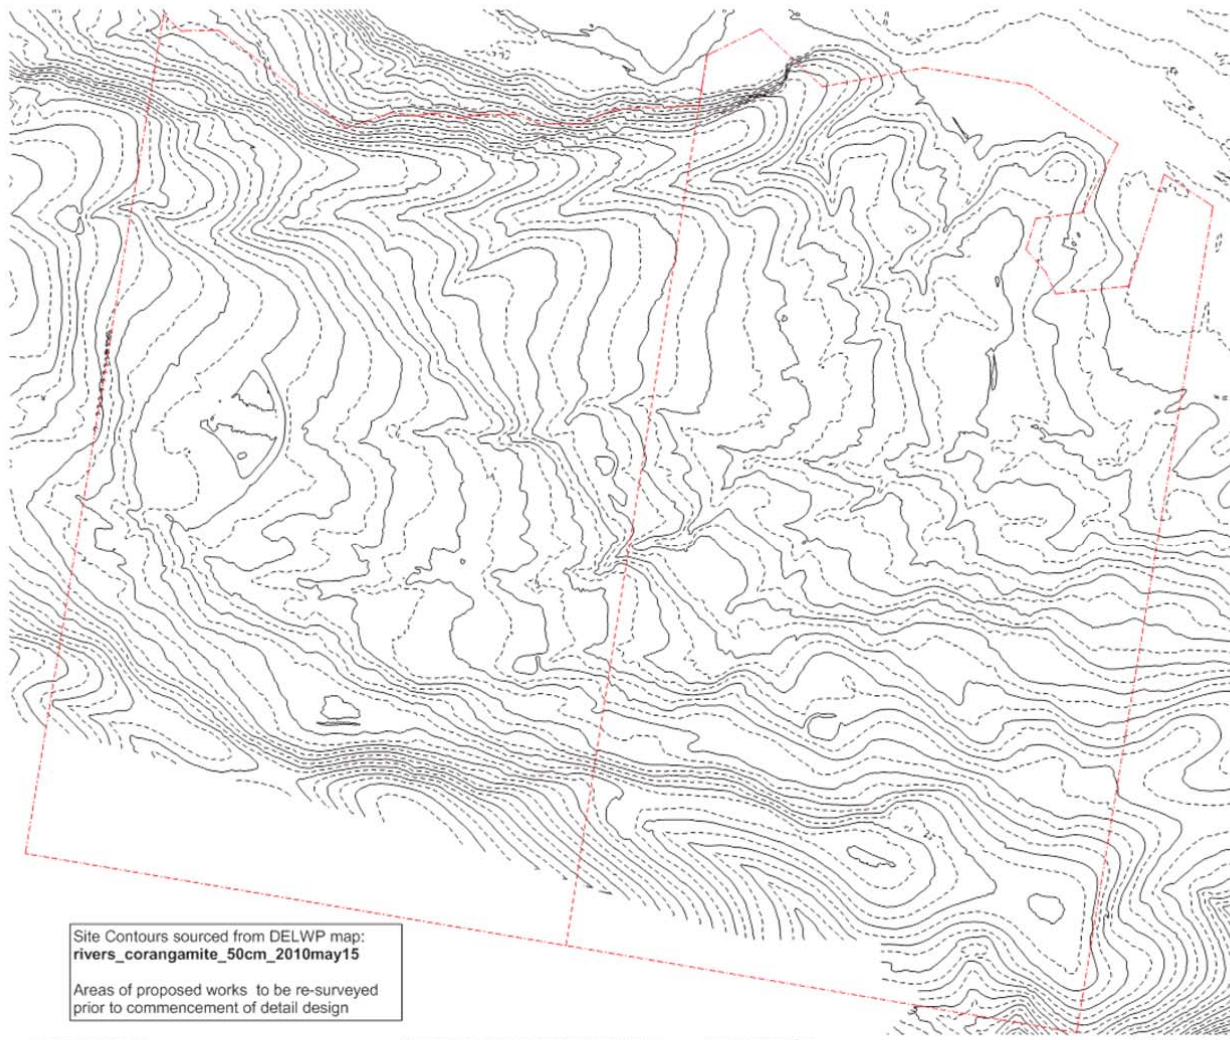 Site Contours sourced from DELWP map:
rivers_corangamite_50cm_2010may15
Areas of proposed works to be re-surveyed
prior to commencement of detail design